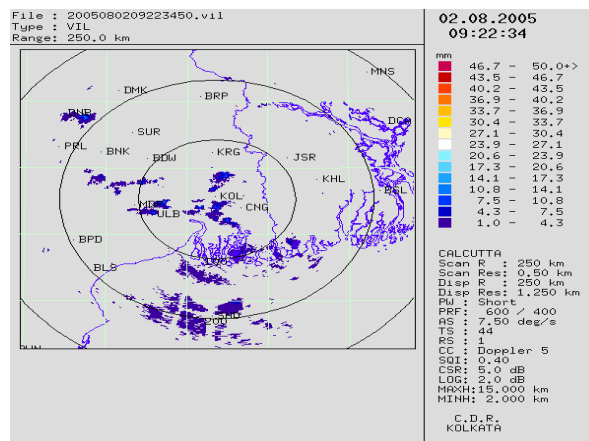 File : 2005080209223450.vil
Type : VIL
Range: 250.0 km
02.08.2005
09:22:34
mm
46.7 - 50.0+>
43.5 - 46.7
40.2 - 43.5
36.9 - 40.2
33.7 - 36.9
30.4 - 33.7
27.1 - 30.4
23.9 - 27.1
20.6 - 23.9
17.3 - 20.6
14.1 - 17.3
10.8 - 14.1
7.5 - 10.8
4.3 - 7.5
1.0 - 4.3
MNS
DMK
BRP
SUR
PRL
BNK
BDW
KRG
JSR
KHL
KOL
CNG
ULB
BPD
BLS
CALCUTTA
Scan R : 250 km
Scan Res: 0.50 km
Disp R : 250 km
Disp Res: 1.250 km
PW : Short
PRF: 600 / 400
AS : 7.50 deg/s
TS : 44
RS : 1
CC : Doppler 5
SQI: 0.40
CSR: 5.0 dB
LOG: 2.0 dB
MAXH:15.000 km
MINH: 2.000 km
C.D.R.
KOLKATA